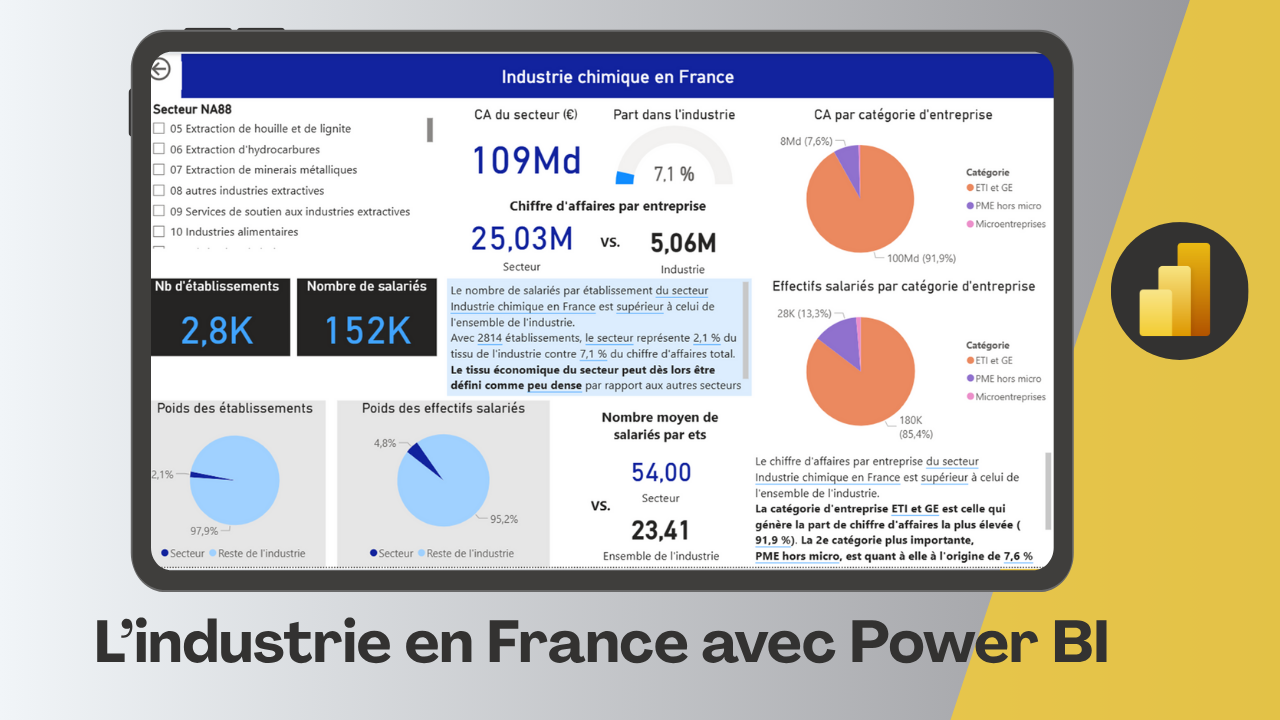 Industrie chimique en France
Secteur NA88
05 Extraction de houille et de lignite
06 Extraction d'hydrocarbures
07 Extraction de minerais métalliques
08 autres industries extractives
09 Services de soutien aux industries extractives
10 Industries alimentaires
CA du secteur (€)
109Md
Part dans l'industrie
7,1 %
Chiffre d'affaires par entreprise
25,03M
Secteur
vs.
5,06M
Industrie
CA par catégorie d'entreprise
8Md (7,6%)
100Md (91,9%)
Catégorie
ETI et GE
PME hors micro
Microentreprises
Nb d'établissements
2,8K
Nombre de salariés
152K
Le nombre de salariés par établissement du secteur
Industrie chimique en France est supérieur à celui de
l'ensemble de l'industrie.
Avec 2814 établissements, le secteur représente 2,1 % du
tissu de l'industrie contre 7,1 % du chiffre d'affaires total.
Le tissu économique du secteur peut dès lors être
défini comme peu dense par rapport aux autres secteurs
Effectifs salariés par catégorie d'entreprise
28K (13,3%)
180K
(85,4%)
Catégorie
ETI et GE
PME hors micro
Microentreprises
Poids des établissements
2,1%
97,9%
Secteur
Reste de l'industrie
Poids des effectifs salariés
4,8%
95,2%
Secteur
Reste de l'industrie
Nombre moyen de
salariés par ets
54,00
Secteur
vs.
23,41
Ensemble de l'industrie
Le chiffre d'affaires par entreprise du secteur
Industrie chimique en France est supérieur à celui de
l'ensemble de l'industrie.
La catégorie d'entreprise ETI et GE est celle qui
génère la part de chiffre d'affaires la plus élevée (
91,9 %). La 2e catégorie plus importante,
PME hors micro, est quant à elle à l'origine de 7,6 %
L'industrie en France avec Power BI